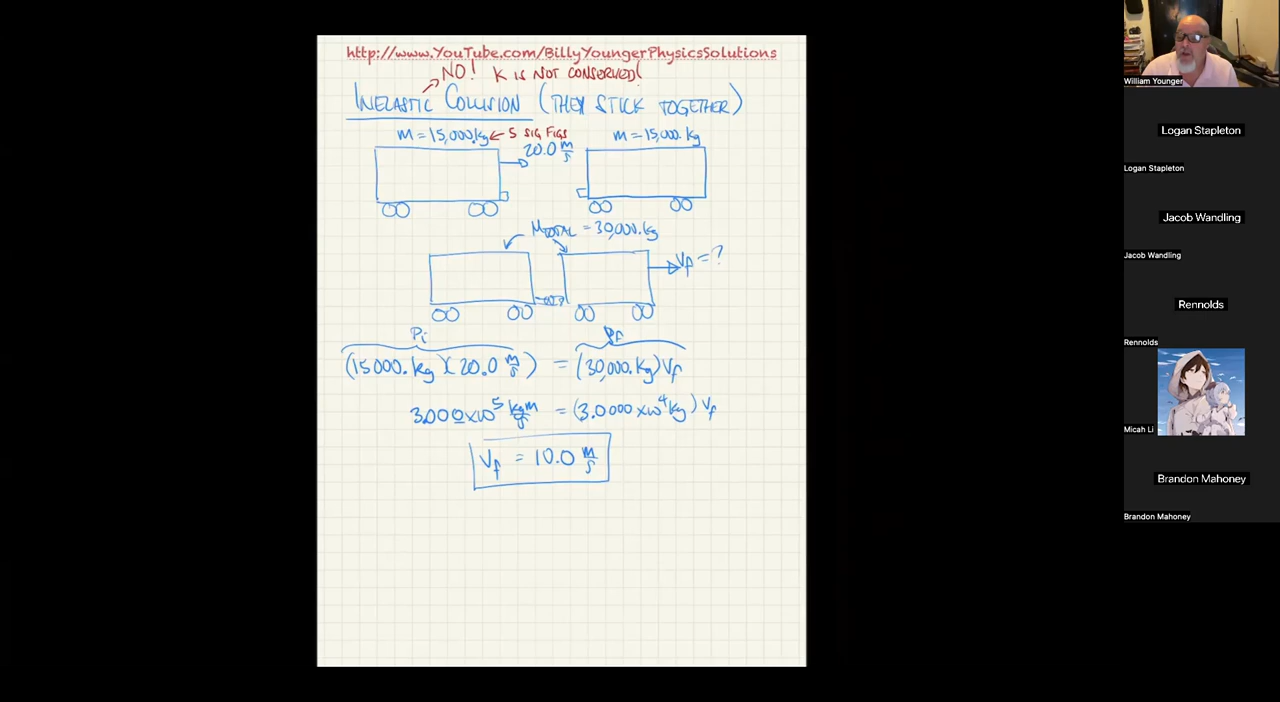 http://www.YouTube.com/BillyYoungerPhysicsSolutions
NO! K IS NOT CONSERVED!
INELASTIC COLLISION (THEY STICK TOGETHER)
m = 15,000.kg ← 5 SIG FIGS
m = 15,000. kg
20.0 m/s
MTOTAL = 30,000.kg
Vf = ?
Pi
Pf
(15000. kg)(20.0 m/s) = (30,000. kg) Vf
3.000 x10^5 kg m/s = (3.0000 x10^4 kg) Vf
Vf = 10.0 m/s
William Younger
Logan Stapleton
Logan Stapleton
Jacob Wandling
Jacob Wandling
Rennolds
Rennolds
Micah Li
Brandon Mahoney
Brandon Mahoney